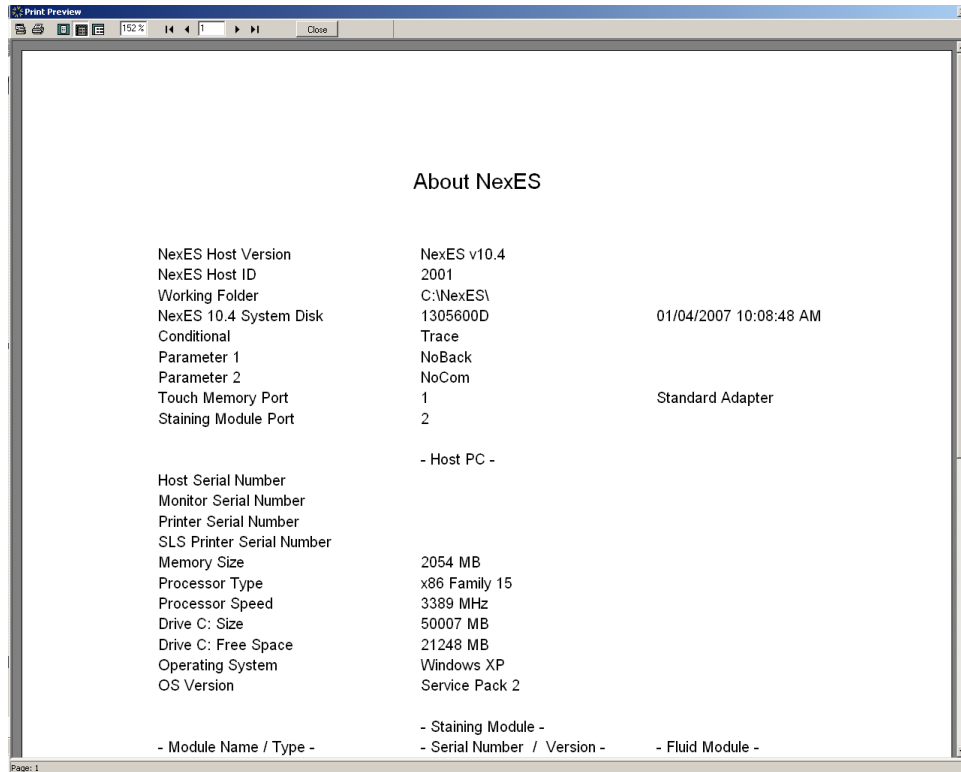 Print Preview
152 % 1 Close
About NexES
NexES Host Version NexES v10.4
NexES Host ID 2001
Working Folder C:\NexES\
NexES 10.4 System Disk 1305600D 01/04/2007 10:08:48 AM
Conditional Trace
Parameter 1 NoBack
Parameter 2 NoCom
Touch Memory Port 1 Standard Adapter
Staining Module Port 2
- Host PC -
Host Serial Number
Monitor Serial Number
Printer Serial Number
SLS Printer Serial Number
Memory Size 2054 MB
Processor Type x86 Family 15
Processor Speed 3389 MHz
Drive C: Size 50007 MB
Drive C: Free Space 21248 MB
Operating System Windows XP
OS Version Service Pack 2
- Staining Module -
- Module Name / Type - - Serial Number / Version - - Fluid Module -
Page: 1